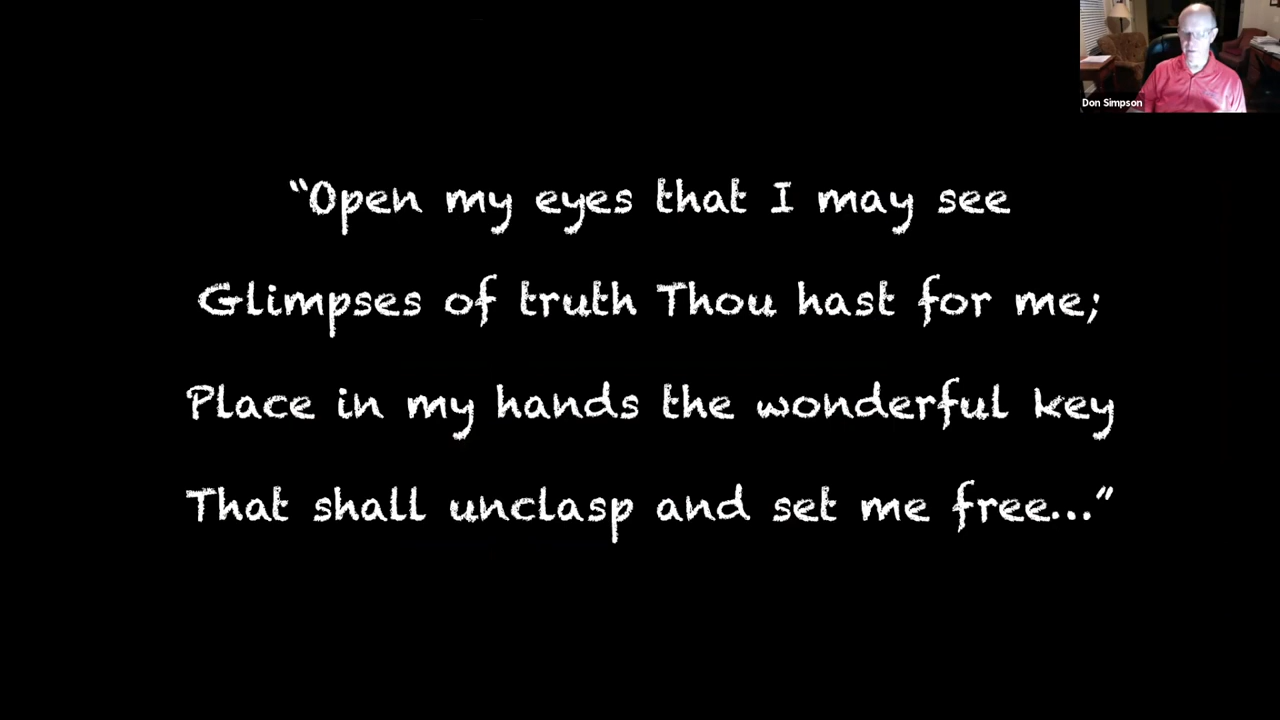 Don Simpson
“Open my eyes that I may see
Glimpses of truth Thou hast for me;
Place in my hands the wonderful key
That shall unclasp and set me free...”